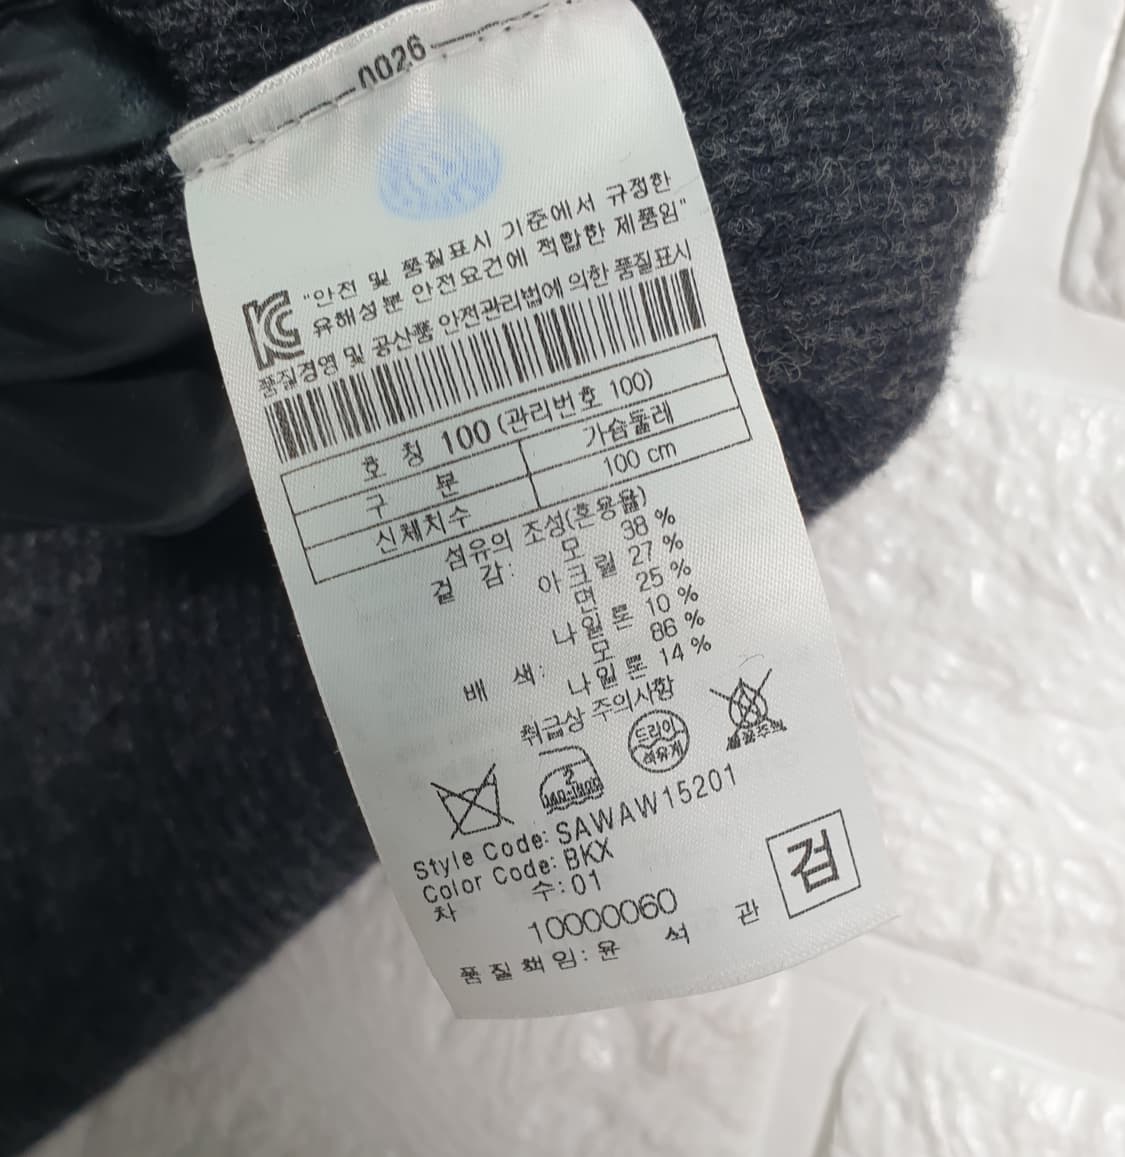 0026
"안전 및 품질표시 기준에서 규정한
유해성분 안전요건에 적합한 제품임"
품질경영 및 공산품 안전관리법에 의한 품질표시
호 칭 100 (관리번호 100)
구 분 가슴둘레
신체치수 100 cm
섬유의 조성(혼용율)
겉 감: 모 38 %
아크릴 27 %
면 25 %
나일론 10 %
배 색: 모 86 %
나일론 14 %
취급상 주의사항
2
드라이
석유계
Style Code: SAWAW15201
Color Code: BKX
차 수: 01
10000060
품질책임: 윤 석 관
검